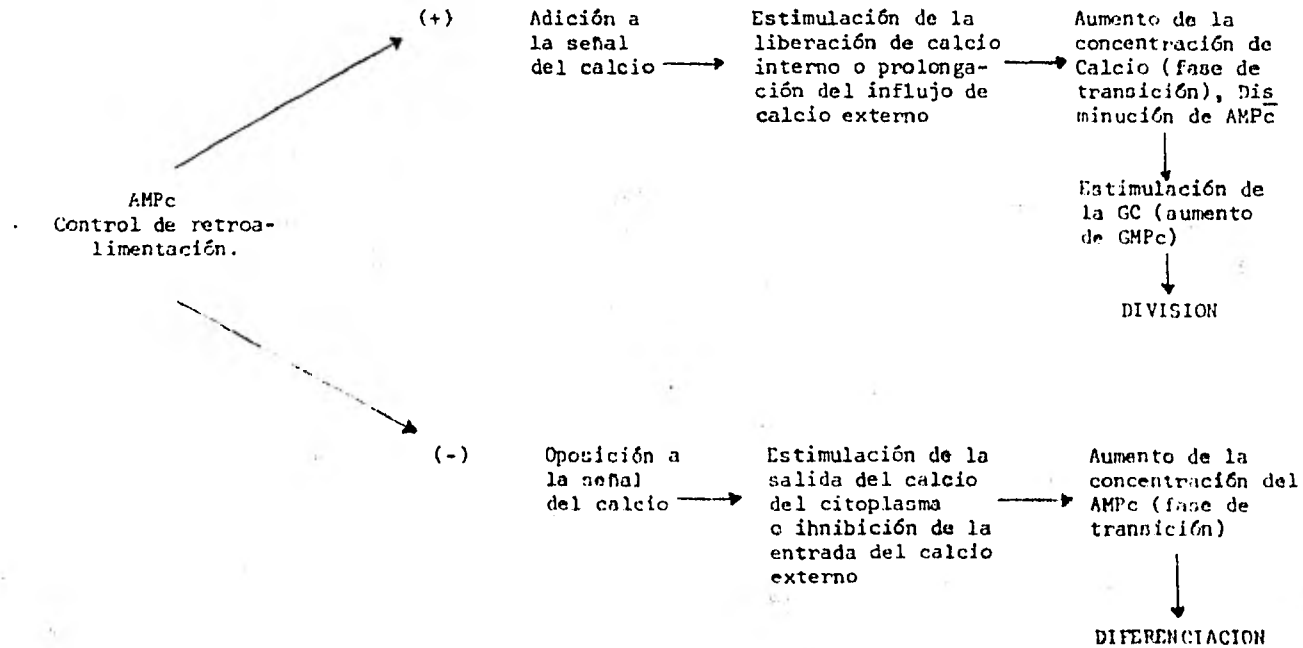 AMPc
Control de retroa-
limentación.
(+)
Adición a
la señal
del calcio
Estimulación de la
liberación de calcio
interno o prolonga-
ción del influjo de
calcio externo
Aumento de la
concentración de
Calcio (fase de
transición), Dis
minución de AMPc
Estimulación de
la GC (aumento
de GMPc)
DIVISION
(-)
Oposición a
la señal
del calcio
Estimulación de la
salida del calcio
del citoplasma
o ihnibición de la
entrada del calcio
externo
Aumento de la
concentración del
AMPc (fase de
transición)
DIFERENCIACION